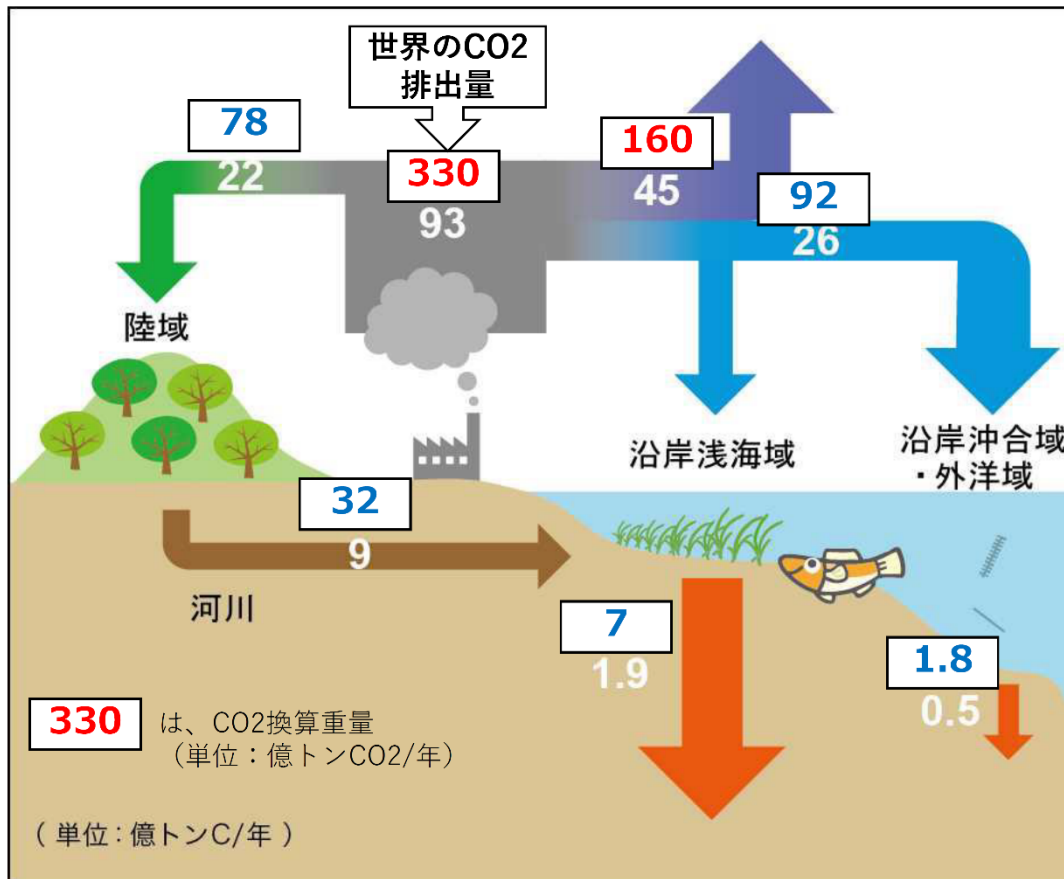 世界のCO2
排出量
78
22
330
93
160
45
92
26
陸域
沿岸浅海域
沿岸沖合域
・外洋域
32
9
河川
7
1.9
1.8
0.5
330 は、CO2換算重量
（単位：億トンCO2/年）
( 単位：億トンC/年 )